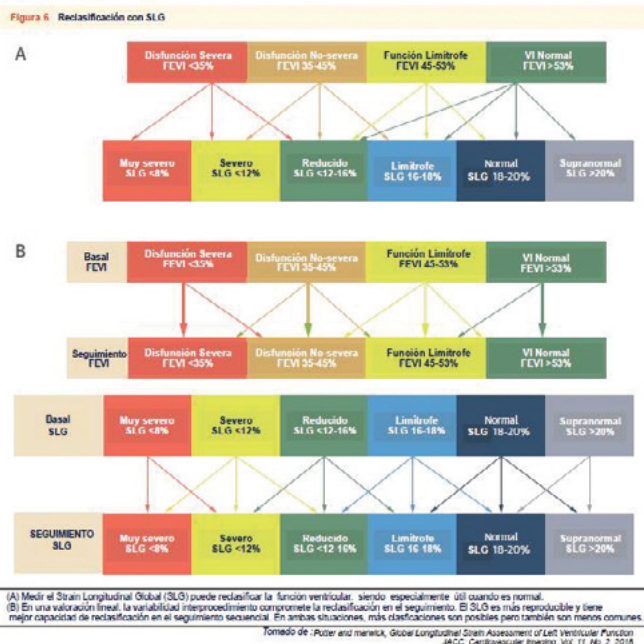 Figura 6 Reclasificación con SLG
A
Disfunción Severa Disfunción No-severa Función Limítrofe VI Normal
FEVI <35% FEVI 35-45% FEVI 45-53% FEVI >53%
Muy severo Severo Reducido Limítrofe Normal Supranormal
SLG <8% SLG <12% SLG <12-16% SLG 16-18% SLG 18-20% SLG >20%
B
Basal Disfunción Severa Disfunción No-severa Función Limítrofe VI Normal
FEVI FEVI <35% FEVI 35-45% FEVI 45-53% FEVI >53%
Seguimiento Disfunción Severa Disfunción No-severa Función Limítrofe VI Normal
FEVI FEVI <35% FEVI 35-45% FEVI 45-53% FEVI >53%
Basal Muy severo Severo Reducido Limítrofe Normal Supranormal
SLG SLG <8% SLG <12% SLG <12-16% SLG 16-18% SLG 18-20% SLG >20%
SEGUIMIENTO Muy severo Severo Reducido Limítrofe Normal Supranormal
SLG SLG <8% SLG <12% SLG <12-16% SLG 16-18% SLG 18-20% SLG >20%
(A) Medir el Strain Longitudinal Global (SLG) puede reclasificar la función ventricular, siendo especialmente útil cuando es normal.
(B) En una valoración lineal, la variabilidad interprocedimiento compromete la reclasificación en el seguimiento. El SLG es más reproducible y tiene
mejor capacidad de reclasificación en el seguimiento secuencial. En ambas situaciones, más clasificaciones son posibles pero también son menos comunes
Tomado de : Potter and marwick, Global Longitudinal Strain Assessment of Left Ventricular Function
JACC, Cardiovascular Imaging, Vol. 11, No. 2, 2018